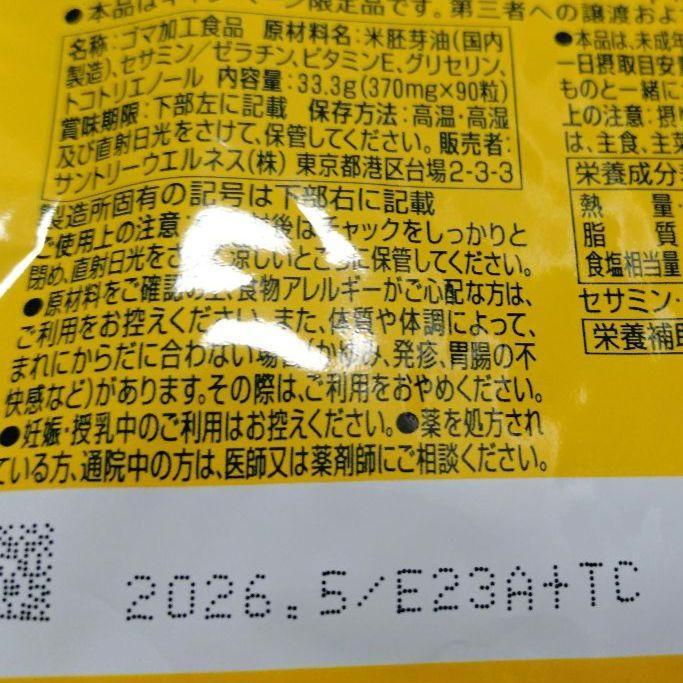 ●本品はキャンペーン限定品です。第三者への譲渡およ
名称:ゴマ加工食品 原材料名:米胚芽油(国内
製造)、セサミン/ゼラチン、ビタミンE、グリセリン、
トコトリエノール 内容量:33.3g(370mg×90粒)
賞味期限:下部左に記載 保存方法:高温・高湿
及び直射日光をさけて、保管してください。販売者:
サントリーウエルネス(株) 東京都港区台場2-3-3
製造所固有の記号は下部右に記載
ご使用上の注意: 封後はチャックをしっかりと
閉め、直射日光をさ 涼しいところに保管してください。
●原材料をご確認の上、食物アレルギーがご心配な方は、
ご利用をお控えください。また、体質や体調によって、
まれにからだに合わない場合(かゆみ、発疹、胃腸の不
快感など)があります。その際は、ご利用をおやめください。
●妊娠・授乳中のご利用はお控えください。●薬を処方され
ている方、通院中の方は、医師又は薬剤師にご相談ください。
●本品は、未成年
一日摂取目安
ものと一緒に
上の注意:摂
は、主食、主菜
栄養成分
熱 量
脂 質
食塩相当量
セサミン・
栄養補助
2026.5/E23A+TC